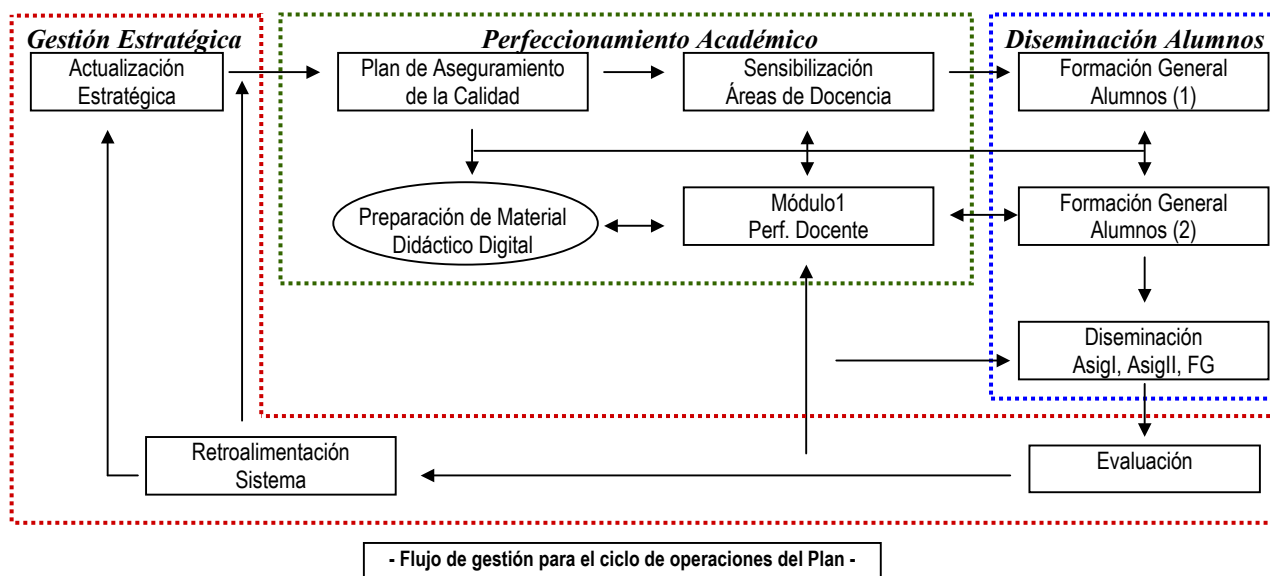 Gestión Estratégica
Perfeccionamiento Académico
Diseminación Alumnos
Actualización
Estratégica
Plan de Aseguramiento
de la Calidad
Sensibilización
Áreas de Docencia
Formación General
Alumnos (1)
Preparación de Material
Didáctico Digital
Módulo1
Perf. Docente
Formación General
Alumnos (2)
Diseminación
AsigI, AsigII, FG
Retroalimentación
Sistema
Evaluación
- Flujo de gestión para el ciclo de operaciones del Plan -